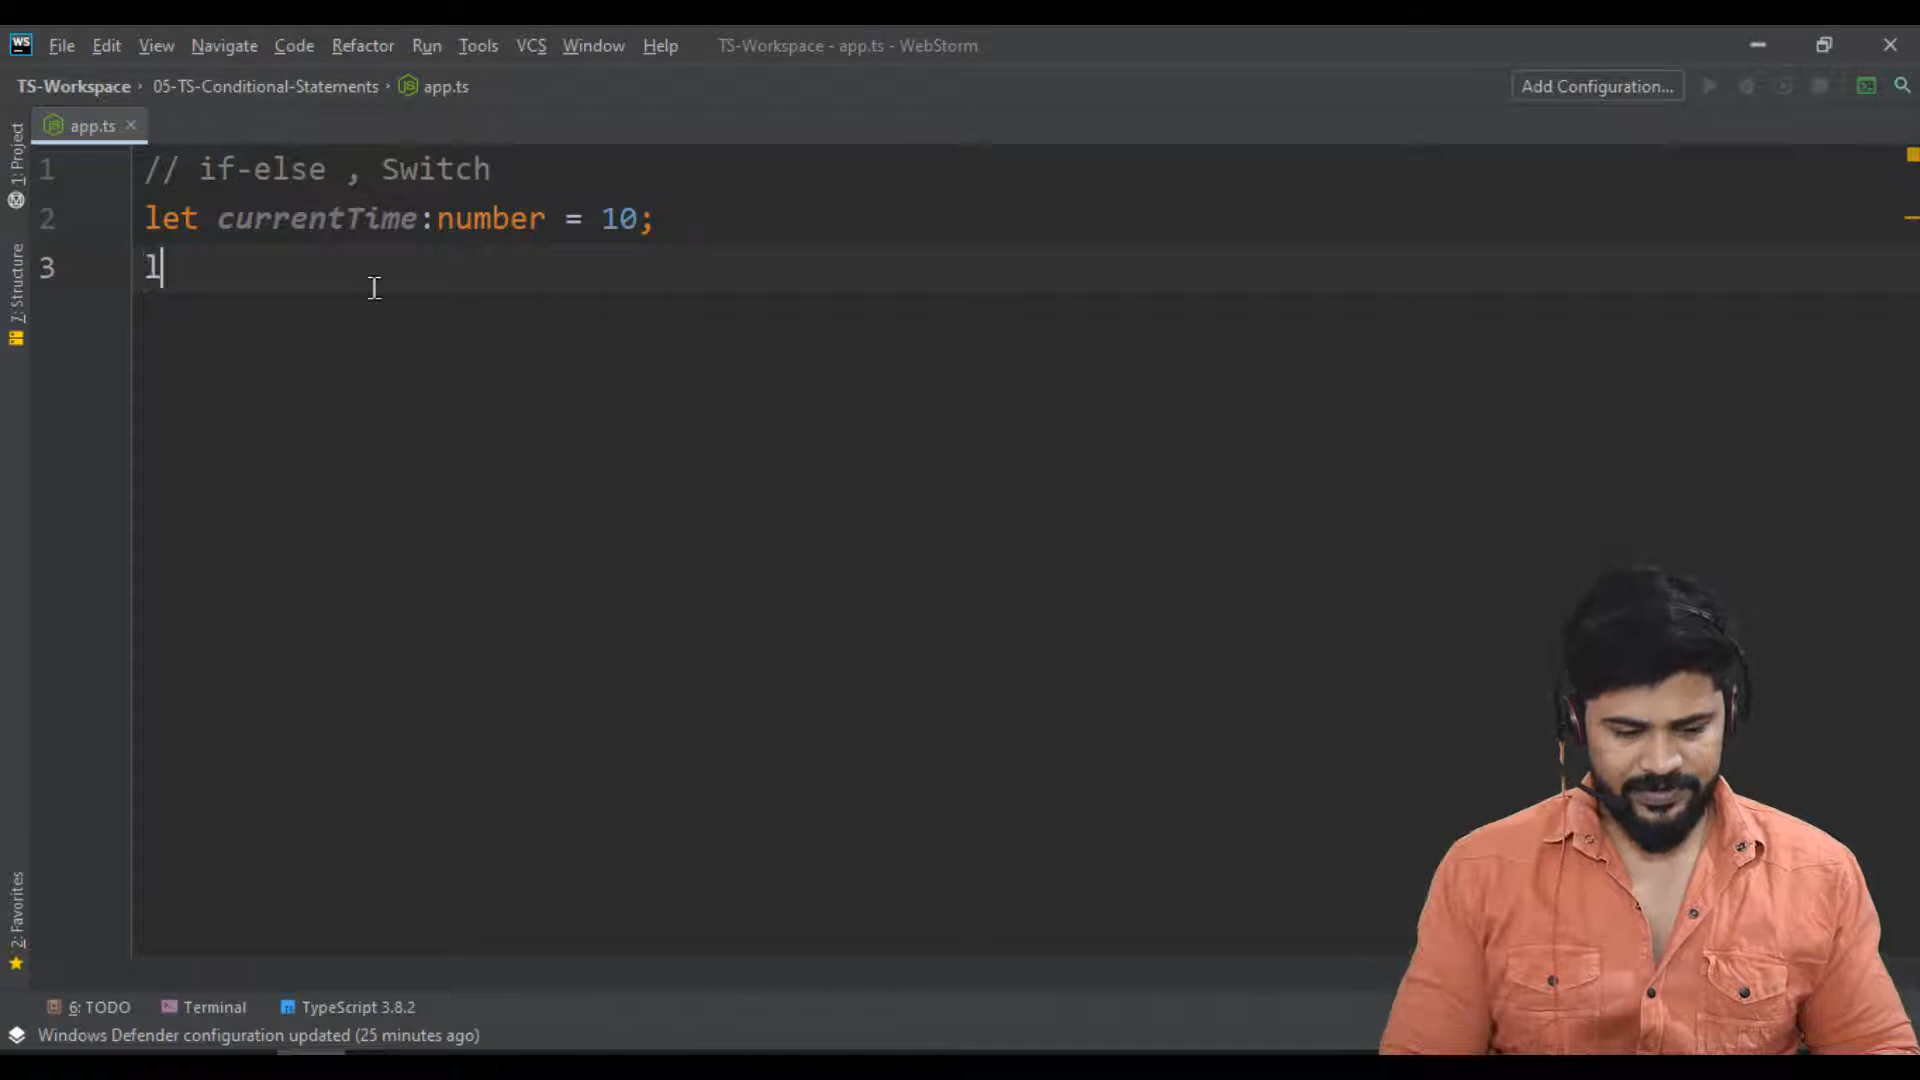 WS File Edit View Navigate Code Refactor Run Tools VCS Window Help TS-Workspace - app.ts - WebStorm
TS-Workspace 05-TS-Conditional-Statements app.ts Add Configuration...
app.ts
1: Project
7: Structure
2: Favorites
1 // if-else , Switch
2 let currentTime:number = 10;
3 l
6: TODO Terminal TypeScript 3.8.2
Windows Defender configuration updated (25 minutes ago)